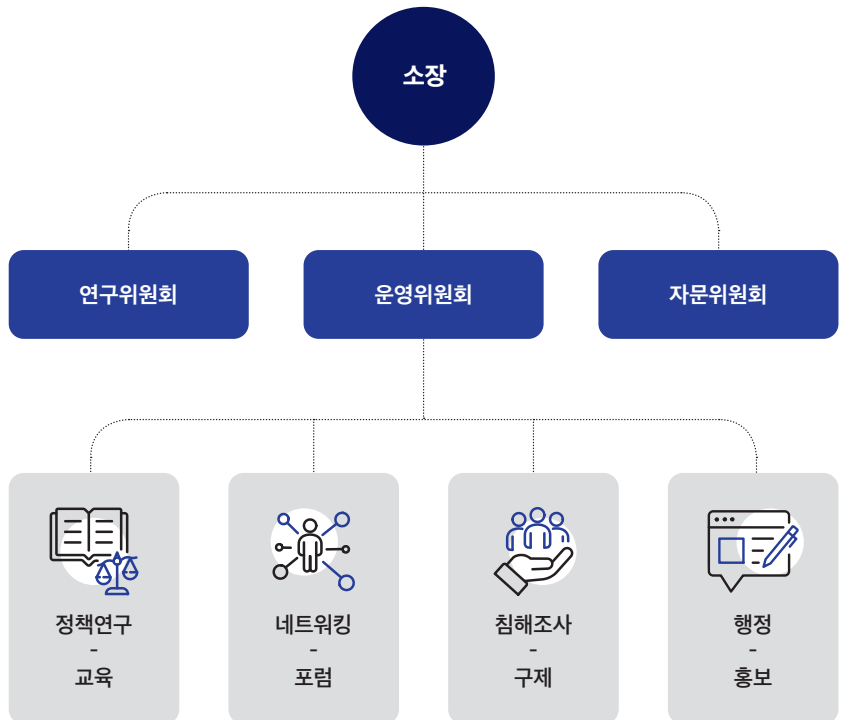 소장
연구위원회
운영위원회
자문위원회
정책연구
-
교육
네트워킹
-
포럼
침해조사
-
구제
행정
-
홍보